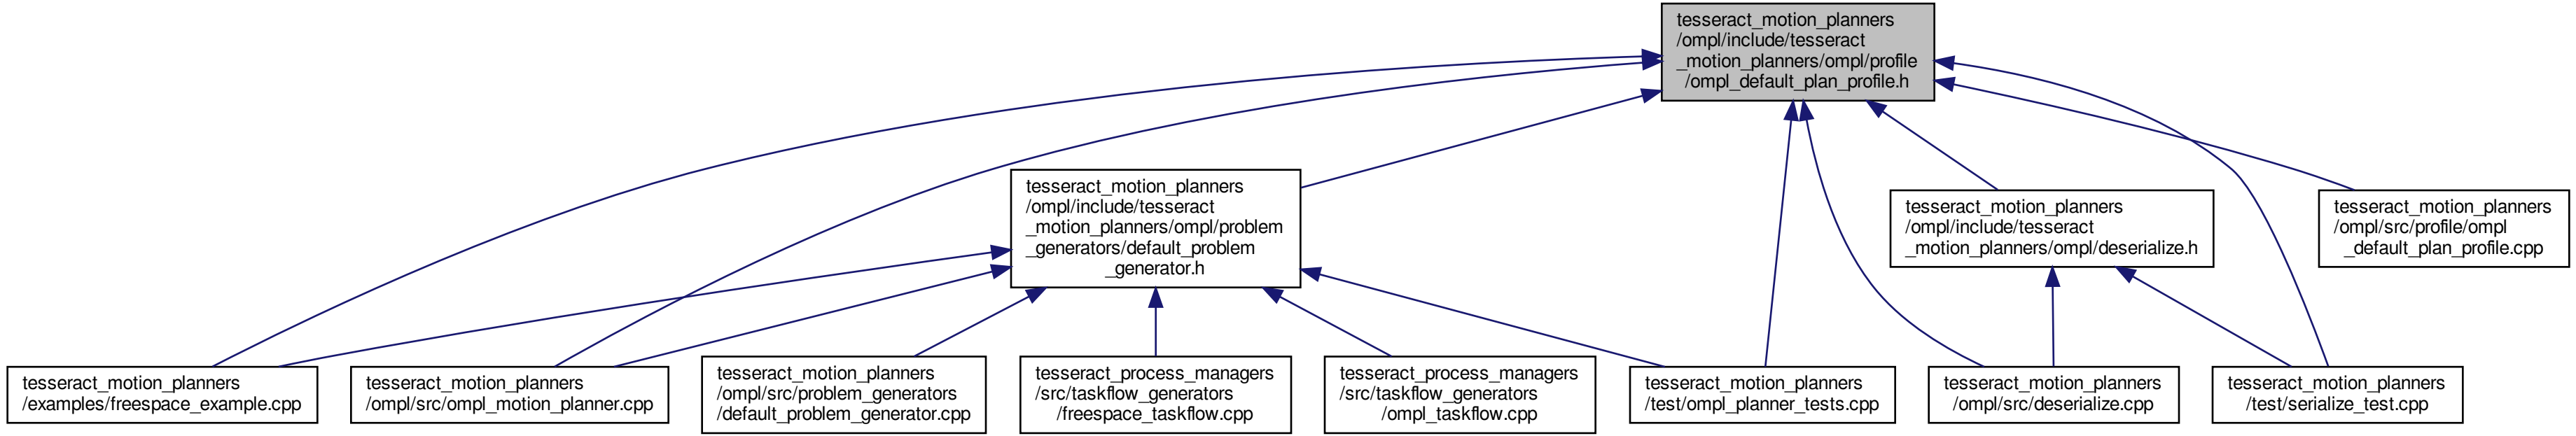 tesseract_motion_planners
/ompl/include/tesseract
_motion_planners/ompl/profile
/ompl_default_plan_profile.h
tesseract_motion_planners
/ompl/include/tesseract
_motion_planners/ompl/problem
_generators/default_problem
_generator.h
tesseract_motion_planners
/ompl/include/tesseract
_motion_planners/ompl/deserialize.h
tesseract_motion_planners
/ompl/src/profile/ompl
_default_plan_profile.cpp
tesseract_motion_planners
/examples/freespace_example.cpp
tesseract_motion_planners
/ompl/src/ompl_motion_planner.cpp
tesseract_motion_planners
/ompl/src/problem_generators
/default_problem_generator.cpp
tesseract_process_managers
/src/taskflow_generators
/freespace_taskflow.cpp
tesseract_process_managers
/src/taskflow_generators
/ompl_taskflow.cpp
tesseract_motion_planners
/test/ompl_planner_tests.cpp
tesseract_motion_planners
/ompl/src/deserialize.cpp
tesseract_motion_planners
/test/serialize_test.cpp